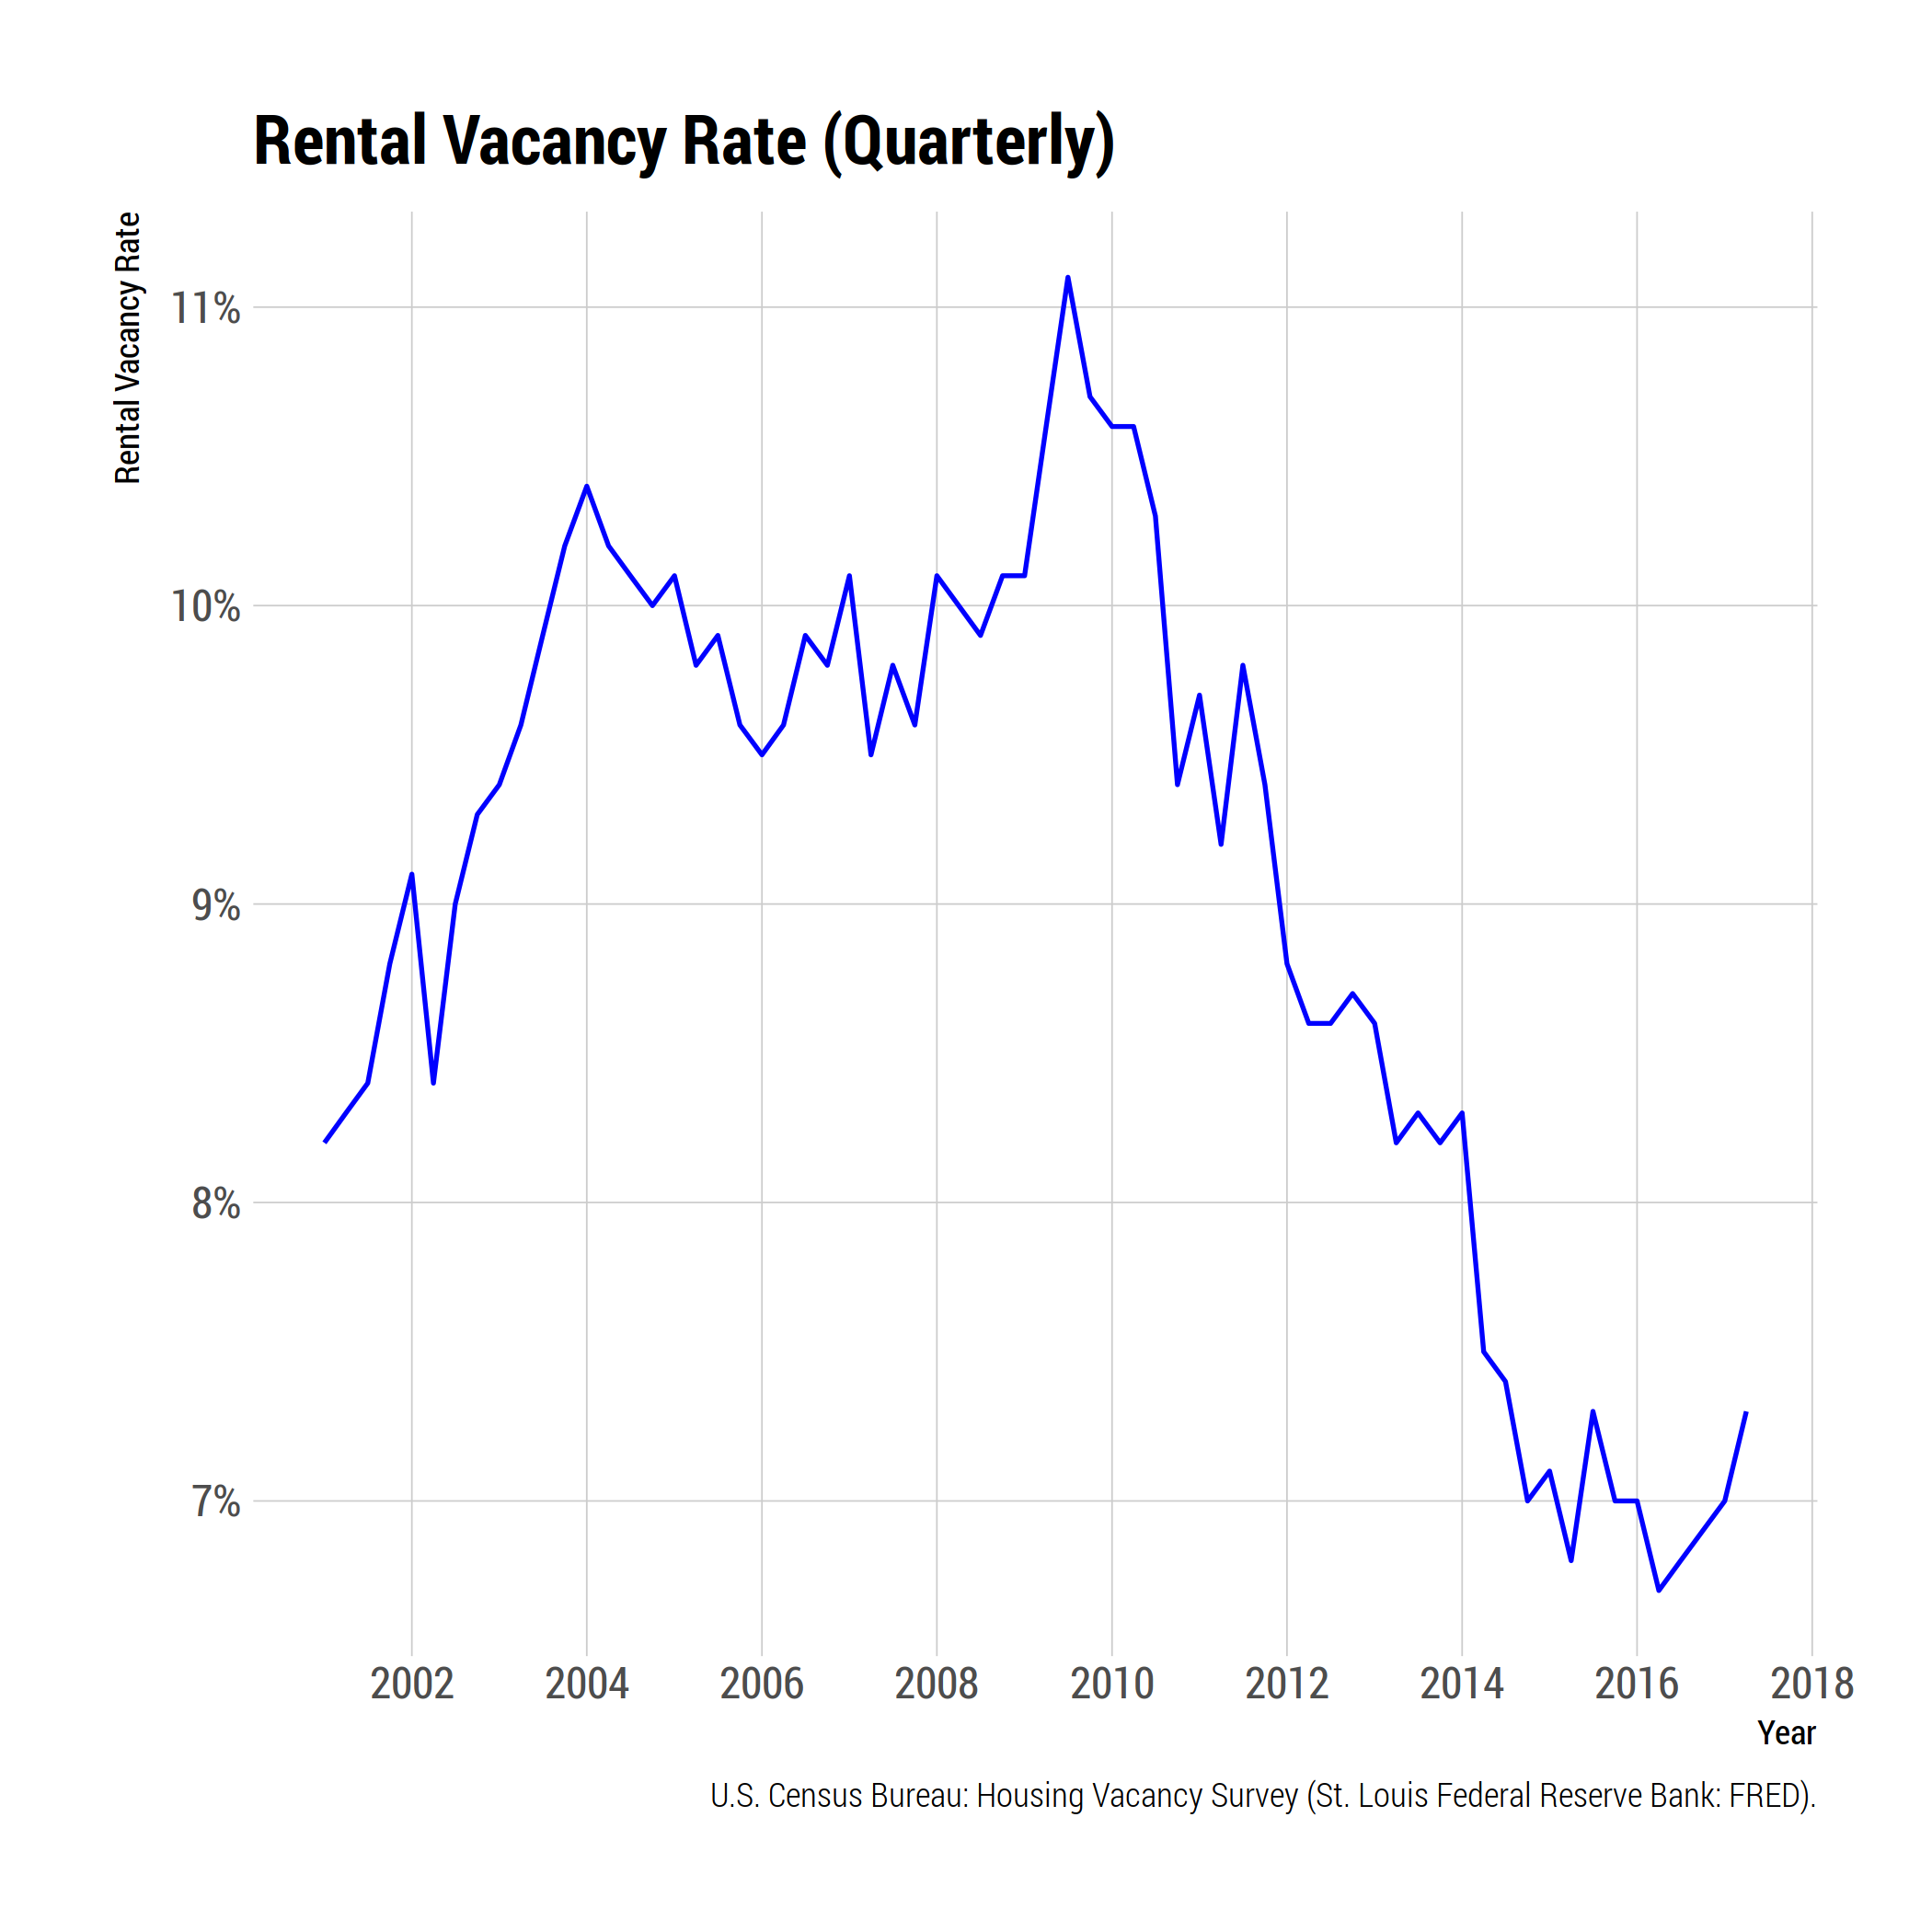 Rental Vacancy Rate (Quarterly)
Rental Vacancy Rate
11%
10%
9%
8%
7%
2002 2004 2006 2008 2010 2012 2014 2016 2018
Year
U.S. Census Bureau: Housing Vacancy Survey (St. Louis Federal Reserve Bank: FRED).